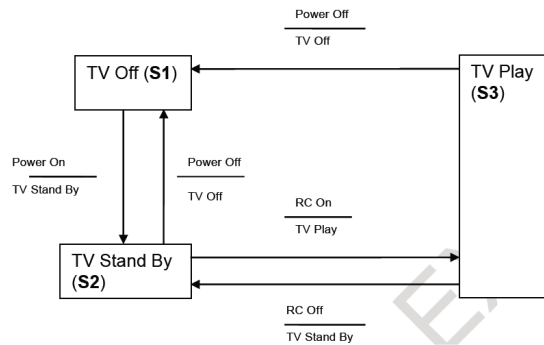 Power Off
TV Off
TV Off (S1)
TV Play
(S3)
Power On
TV Stand By
Power Off
TV Off
RC On
TV Play
TV Stand By
(S2)
RC Off
TV Stand By